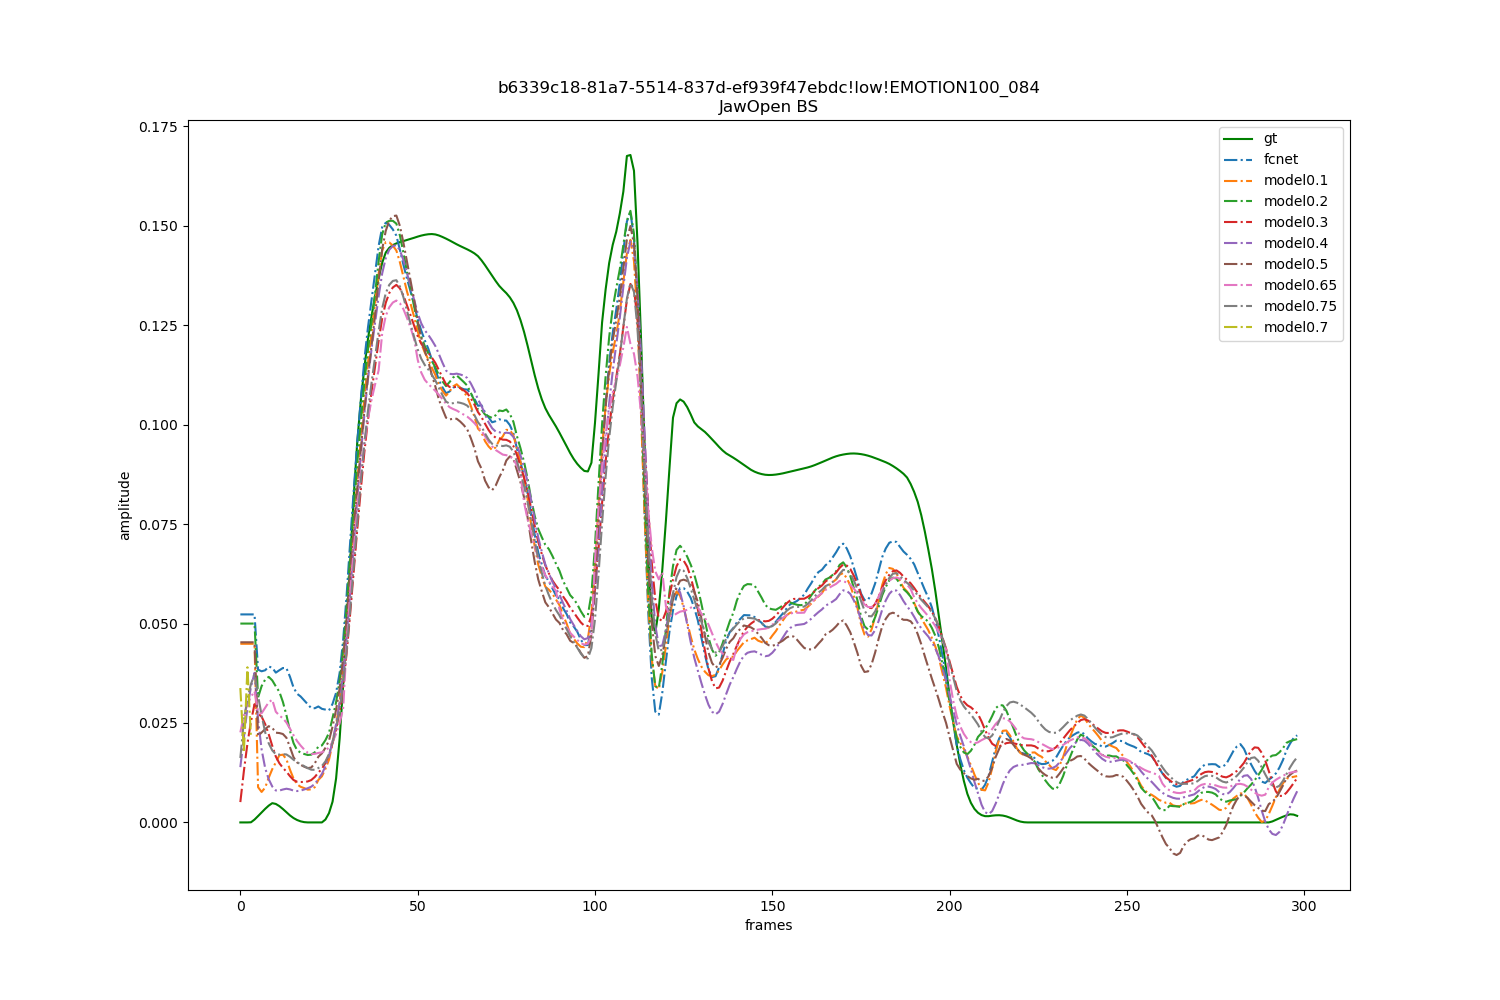 b6339c18-81a7-5514-837d-ef939f47ebdc!low!EMOTION100_084
JawOpen BS
0.175
0.150
0.125
0.100
0.075
0.050
0.025
0.000
amplitude
0
50
100
150
200
250
300
frames
gt
fcnet
model0.1
model0.2
model0.3
model0.4
model0.5
model0.65
model0.75
model0.7